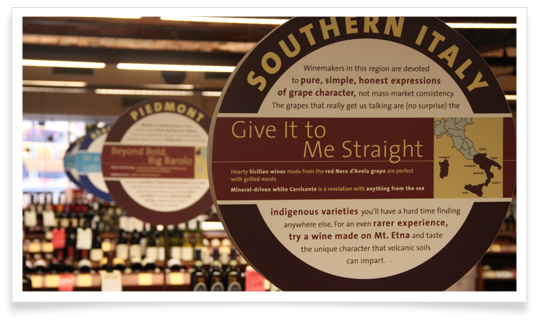 SOUTHERN ITALY
Winemakers in this region are devoted
to pure, simple, honest expressions
of grape character, not mass-market consistency.
The grapes that really get us talking are (no surprise) the
Give It to
Me Straight
Hearty Sicilian wines made from the red Nero d'Avola grape are perfect
with grilled meats
Mineral-driven white Carricante is a revelation with anything from the sea
indigenous varieties you'll have a hard time finding
anywhere else. For an even rarer experience,
try a wine made on Mt. Etna and taste
the unique character that volcanic soils
can impart.
PIEDMONT
Beyond Bold,
Big Barolo